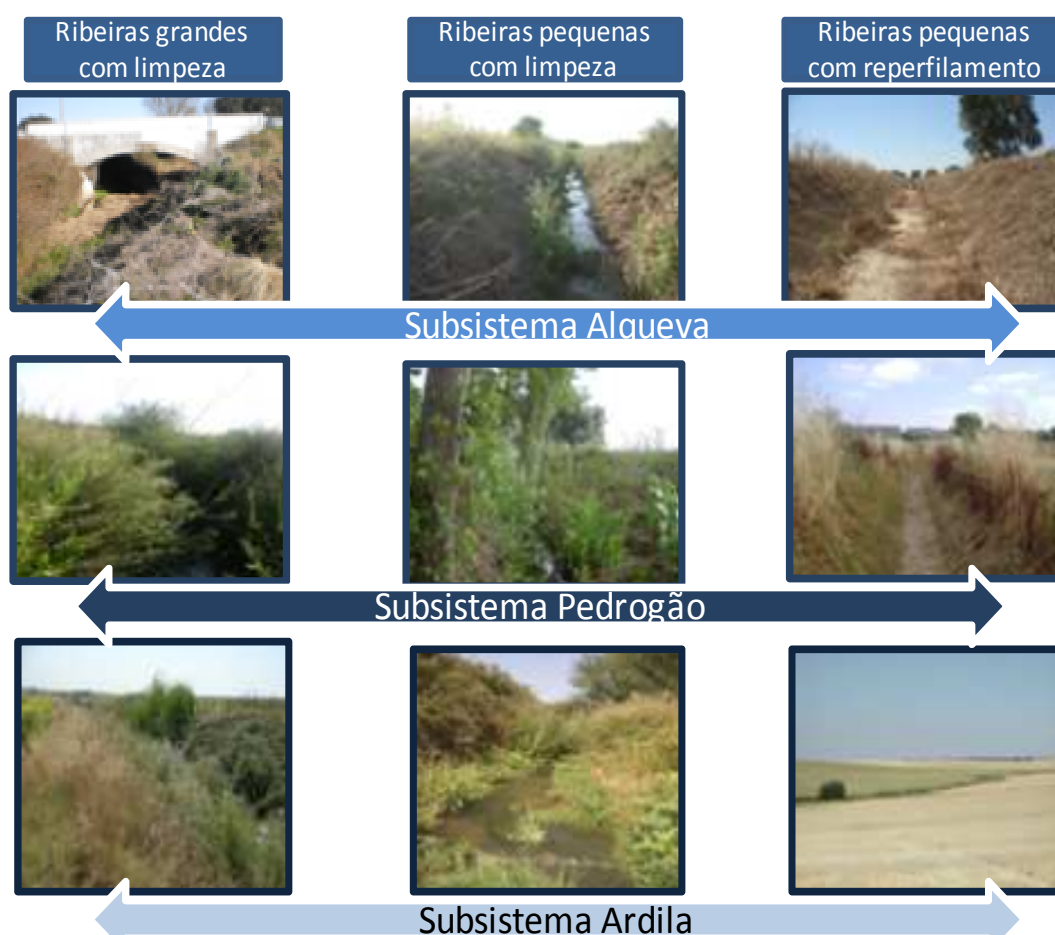 Ribeiras grandes
com limpeza
Ribeiras pequenas
com limpeza
Ribeiras pequenas
com reperfilamento
Subsistema Alqueva
Subsistema Pedrogão
Subsistema Ardila